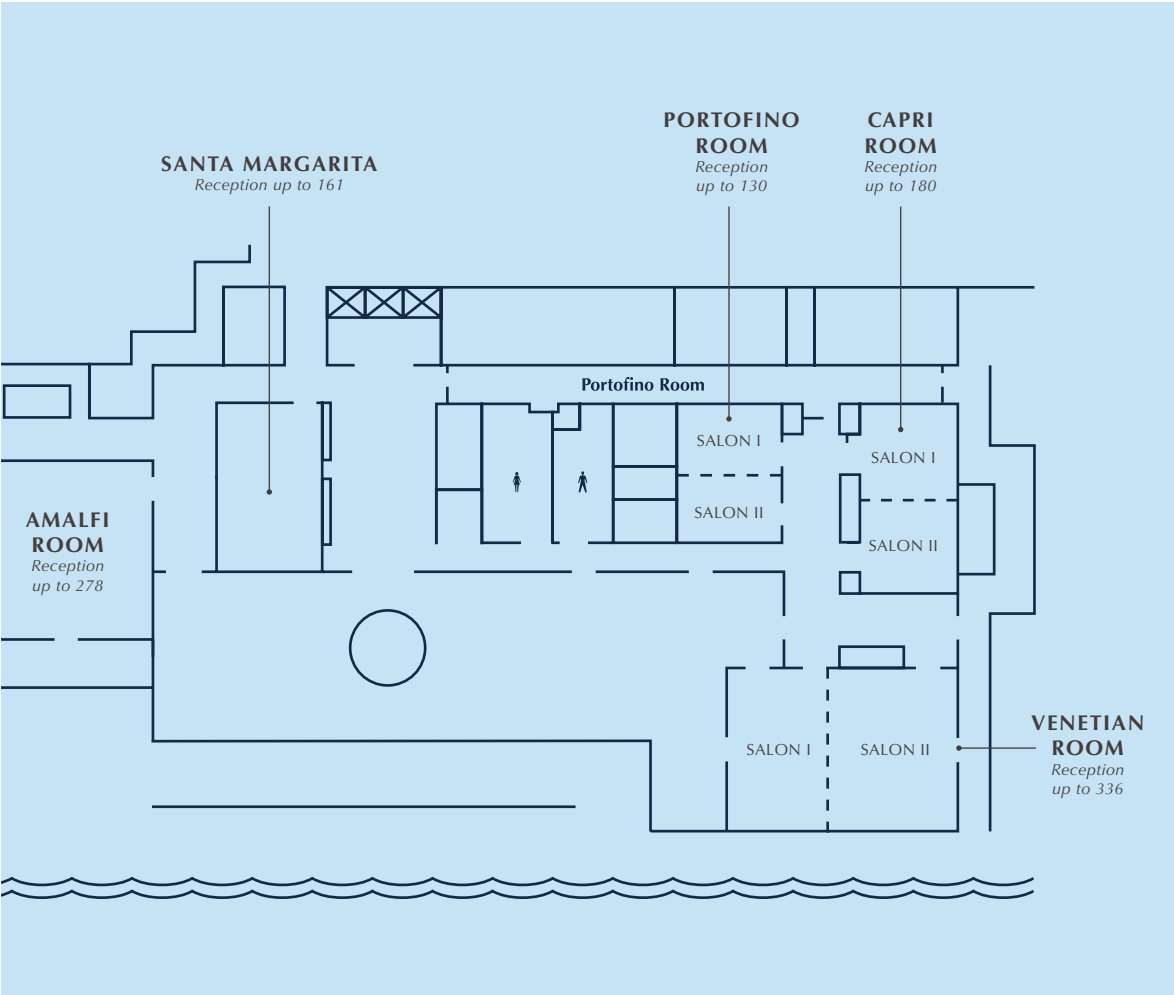 PORTOFINO
ROOM
Reception
up to 130
CAPRI
ROOM
Reception
up to 180
SANTA MARGARITA
Reception up to 161
Portofino Room
SALON I
SALON II
SALON I
SALON II
AMALFI
ROOM
Reception
up to 278
SALON I
SALON II
VENETIAN
ROOM
Reception
up to 336